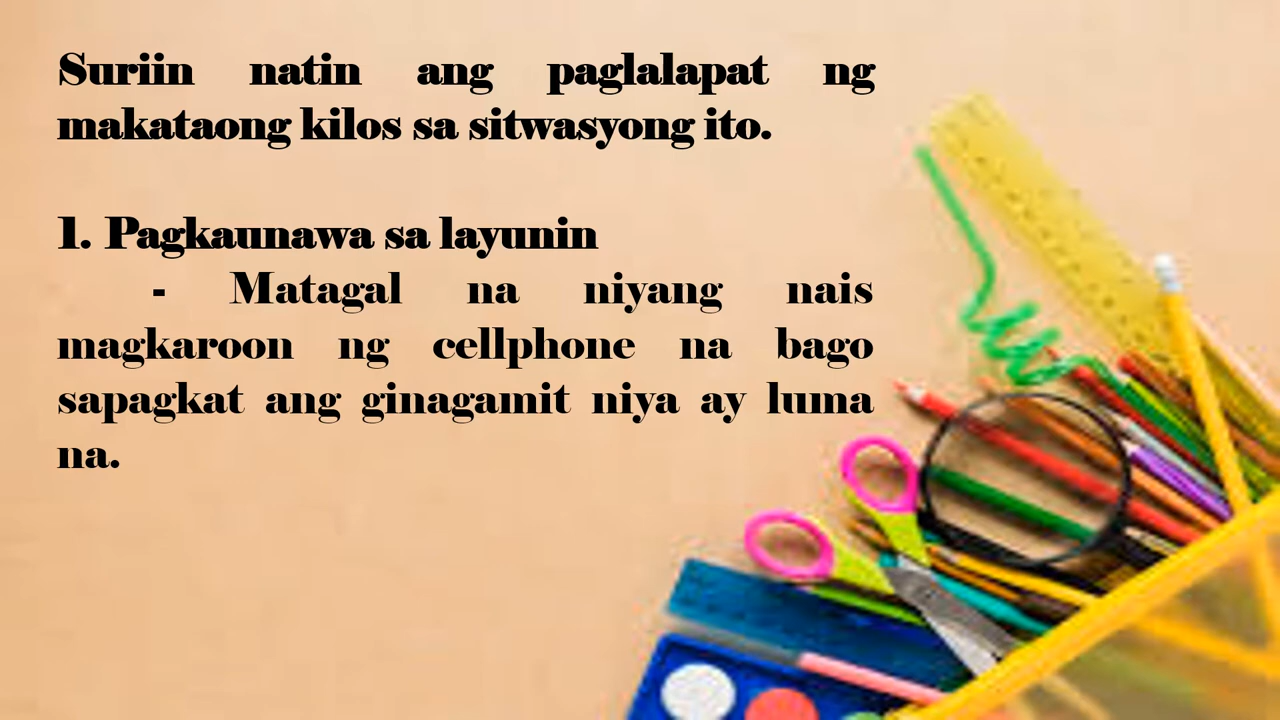 Suriin natin ang paglalapat ng
makataong kilos sa sitwasyong ito.
1. Pagkaunawa sa layunin
- Matagal na niyang nais
magkaroon ng cellphone na bago
sapagkat ang ginagamit niya ay luma
na.